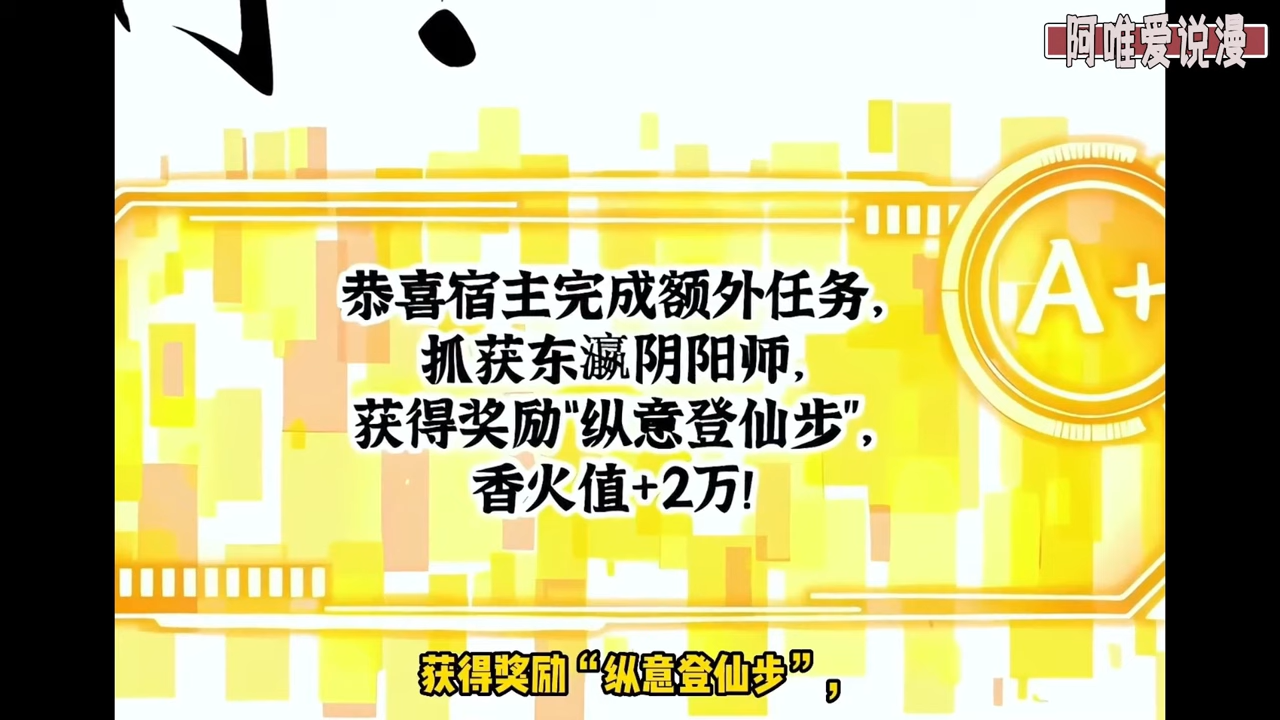 阿唯爱说漫
A+
恭喜宿主完成额外任务,
抓获东瀛阴阳师,
获得奖励"纵意登仙步",
香火值+2万!
获得奖励“纵意登仙步”,